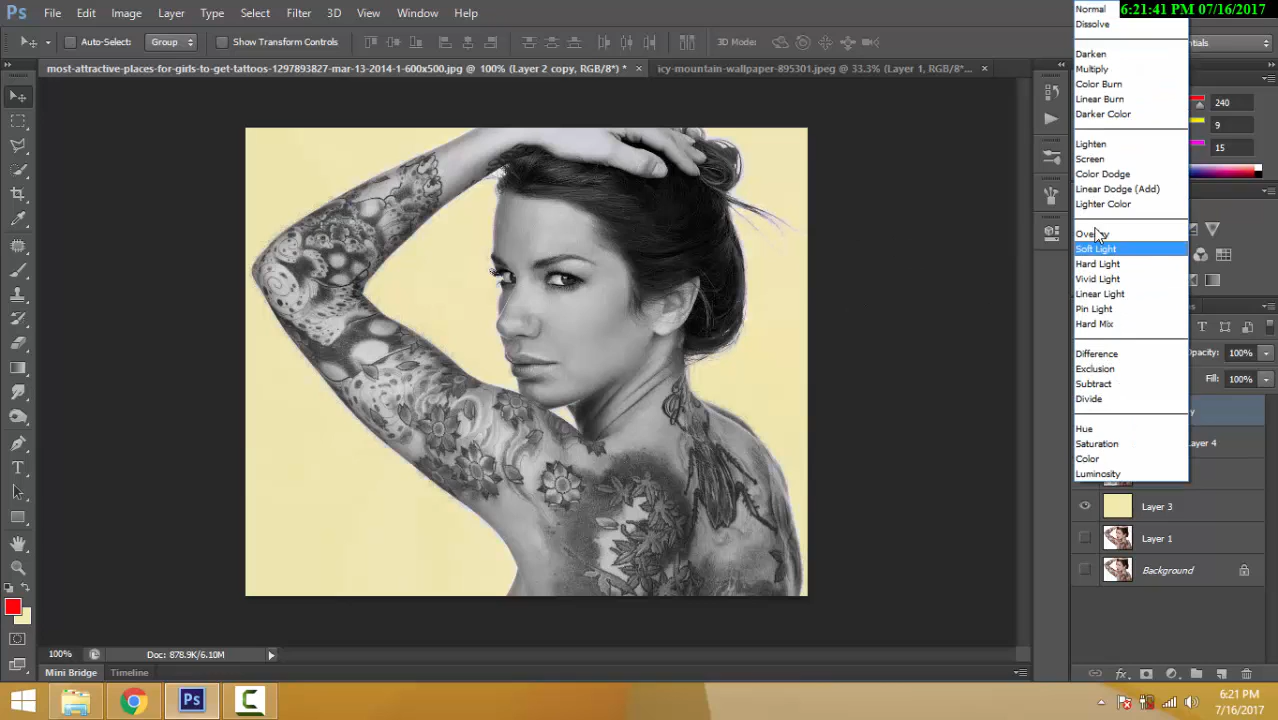 Ps File Edit Image Layer Type Select Filter 3D View Window Help
6:21:41 PM 07/16/2017
Auto-Select: Group Show Transform Controls 3D Mode:
most-attractive-places-for-girls-to-get-tattoos-1297893827-mar-13
x500.jpg @ 100% (Layer 2 copy, RGB/8*) *
icy-mountain-wallpaper-895301.jpeg @ 33.3% (Layer 1, RGB/8*...
Normal
Dissolve
Darken
Multiply
Color Burn
Linear Burn
Darker Color
Lighten
Screen
Color Dodge
Linear Dodge (Add)
Lighter Color
Soft Light
Hard Light
Vivid Light
Linear Light
Pin Light
Hard Mix
Difference
Exclusion
Subtract
Divide
Hue
Saturation
Color
Luminosity
240
9
15
Opacity: 100%
Fill: 100%
Layer 3
Layer 1
Background
100% Doc: 878.9K/6.10M
Mini Bridge Timeline
Ps
6:21 PM
7/16/2017